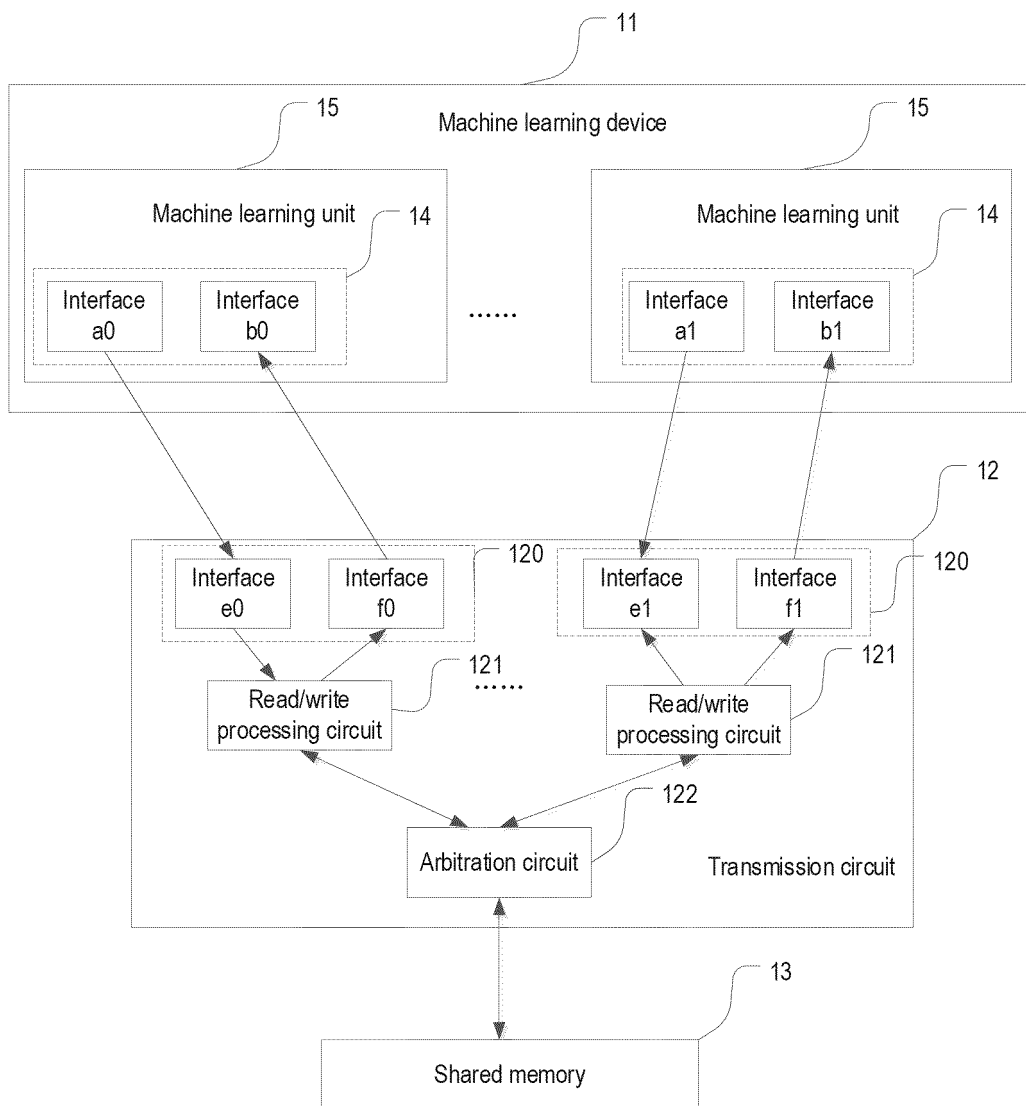 11
Machine learning device
15
15
Machine learning unit
Machine learning unit
14
14
Interface
a0
Interface
b0
......
Interface
a1
Interface
b1
12
120
120
Interface
e0
Interface
f0
Interface
e1
Interface
f1
121
121
......
Read/write
processing circuit
Read/write
processing circuit
122
Arbitration circuit
Transmission circuit
13
Shared memory